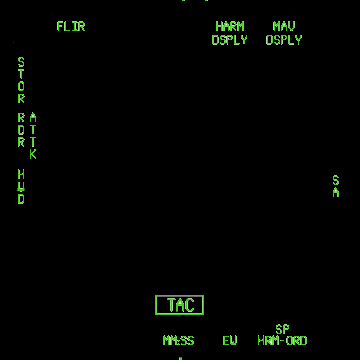 FLIR
HARM MAV
DSPLY DSPLY
STOR
RDR ATTK
HUD
SA
TAC
SP
MM:SS EW HRM-ORD